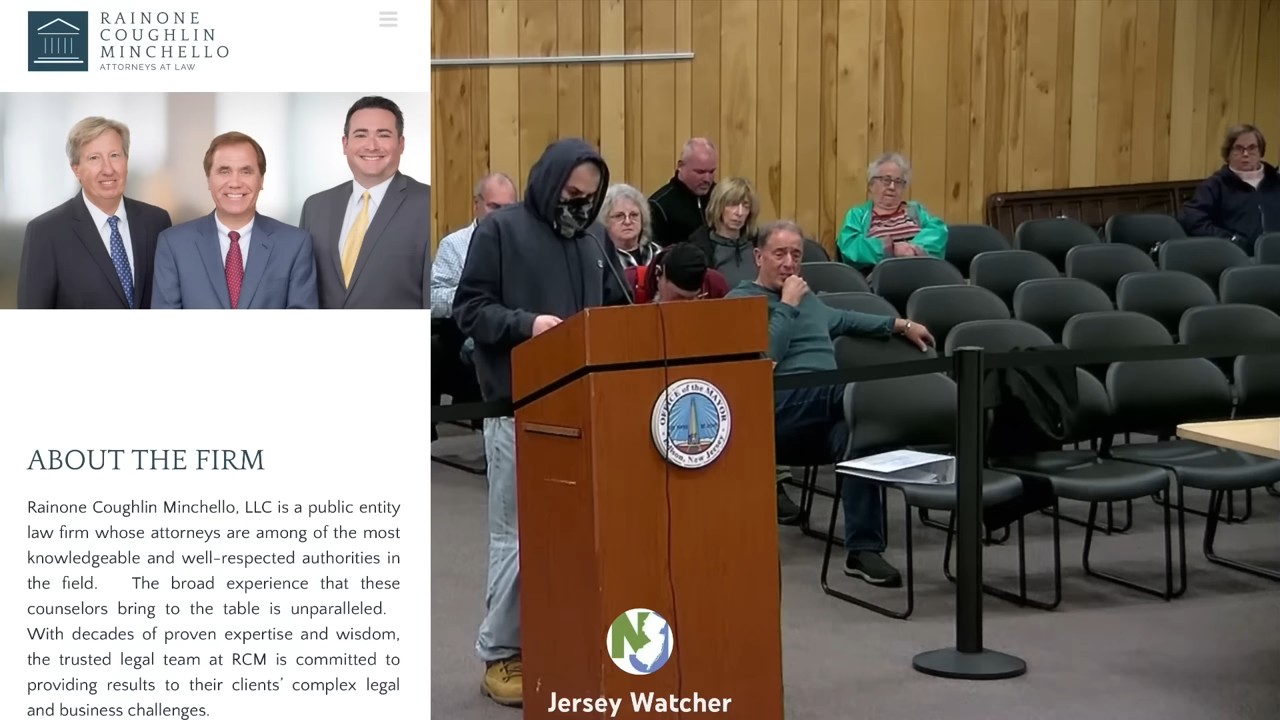 RAINONE
COUGHLIN
MINCHELLO
ATTORNEYS AT LAW
ABOUT THE FIRM
Rainone Coughlin Minchello, LLC is a public entity
law firm whose attorneys are among of the most
knowledgeable and well-respected authorities in
the field. The broad experience that these
counselors bring to the table is unparalleled.
With decades of proven expertise and wisdom,
the trusted legal team at RCM is committed to
providing results to their clients' complex legal
and business challenges.
OFFICE of the MAYOR
Edison, New Jersey
NJ
Jersey Watcher